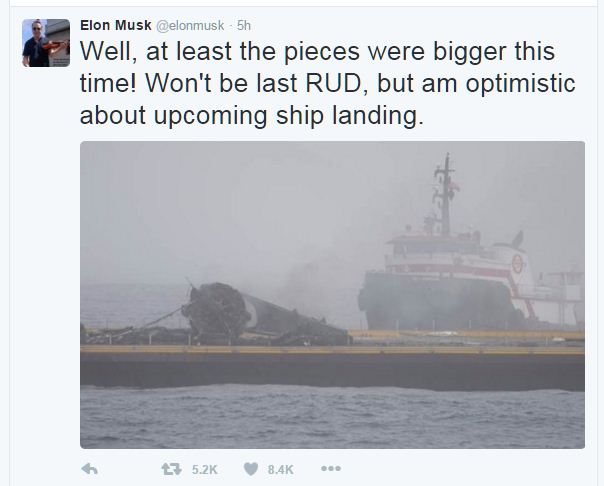 Elon Musk @elonmusk · 5h
Well, at least the pieces were bigger this
time! Won't be last RUD, but am optimistic
about upcoming ship landing.
5.2K 8.4K